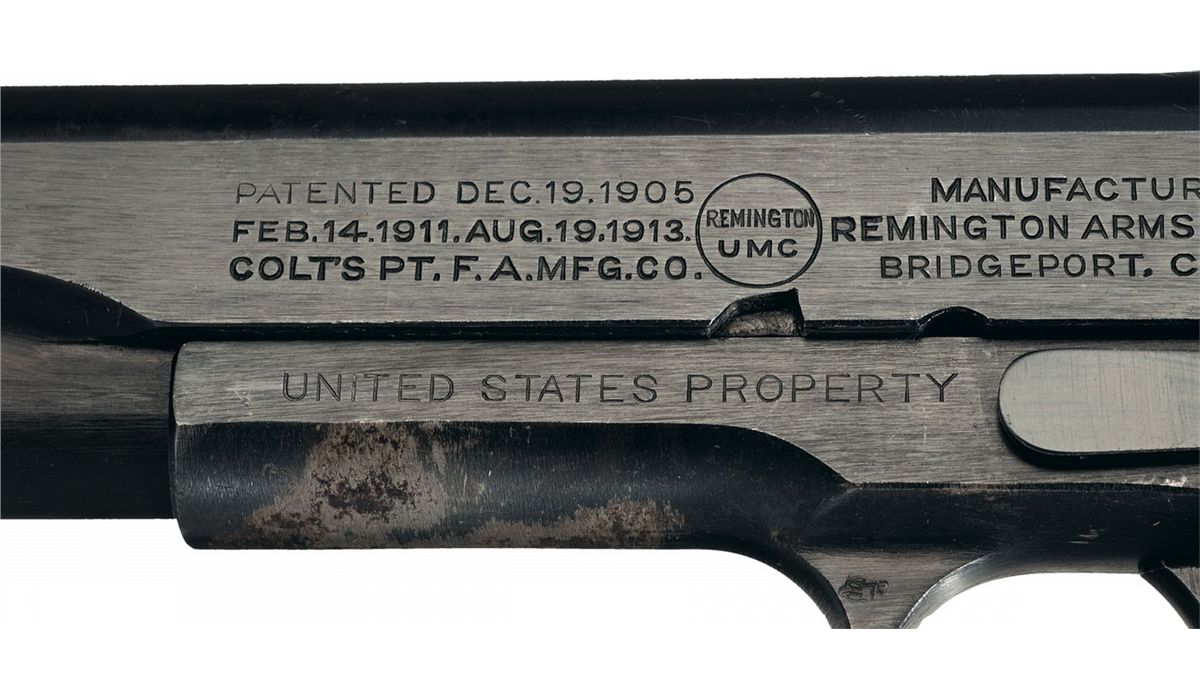 PATENTED DEC.19.1905
FEB.14.1911.AUG.19.1913.
COLT'S PT. F.A.MFG.CO.
REMINGTON
UMC
MANUFACTUR
REMINGTON ARMS
BRIDGEPORT, C
UNITED STATES PROPERTY